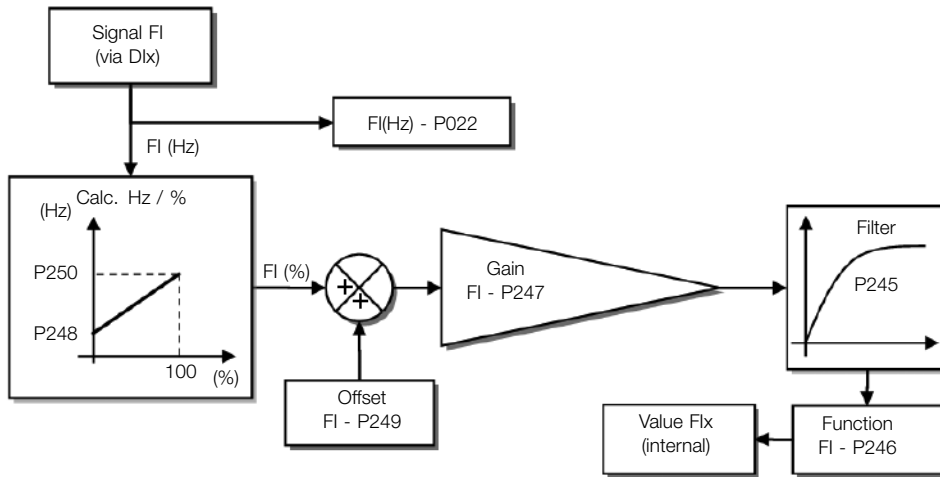 Signal FI
(via DIx)
FI(Hz) - P022
FI (Hz)
Calc. Hz / %
(Hz)
P250
P248
100
(%)
FI (%)
+
+
Offset
FI - P249
Gain
FI - P247
Filter
P245
Function
FI - P246
Value FIx
(internal)